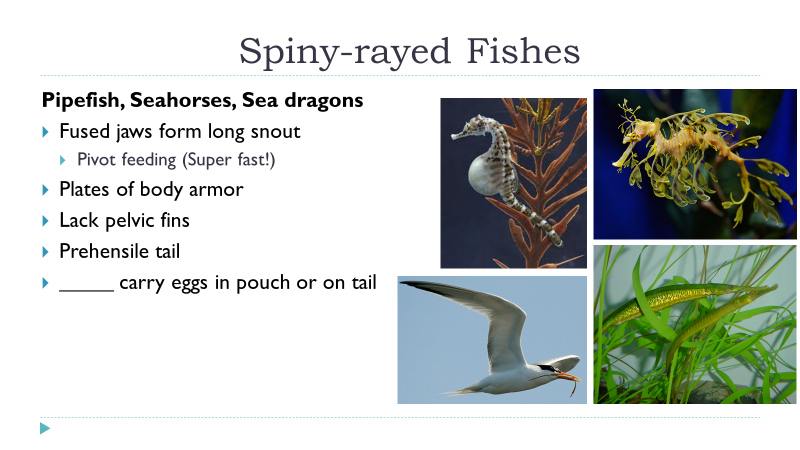 Spiny-rayed Fishes
Pipefish, Seahorses, Sea dragons
Fused jaws form long snout
Pivot feeding (Super fast!)
Plates of body armor
Lack pelvic fins
Prehensile tail
_____ carry eggs in pouch or on tail